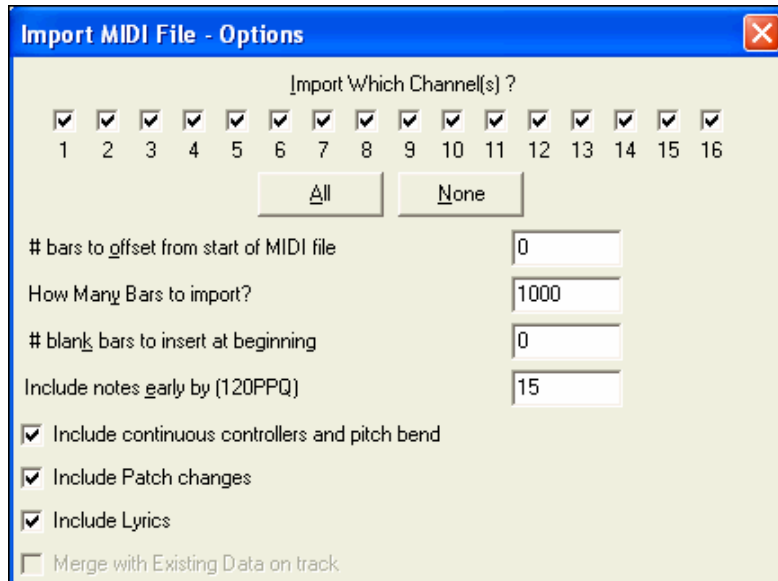 Import MIDI File - Options
Import Which Channel(s) ?
1 2 3 4 5 6 7 8 9 10 11 12 13 14 15 16
All None
# bars to offset from start of MIDI file 0
How Many Bars to import? 1000
# blank bars to insert at beginning 0
Include notes early by (120PPQ) 15
Include continuous controllers and pitch bend
Include Patch changes
Include Lyrics
Merge with Existing Data on track